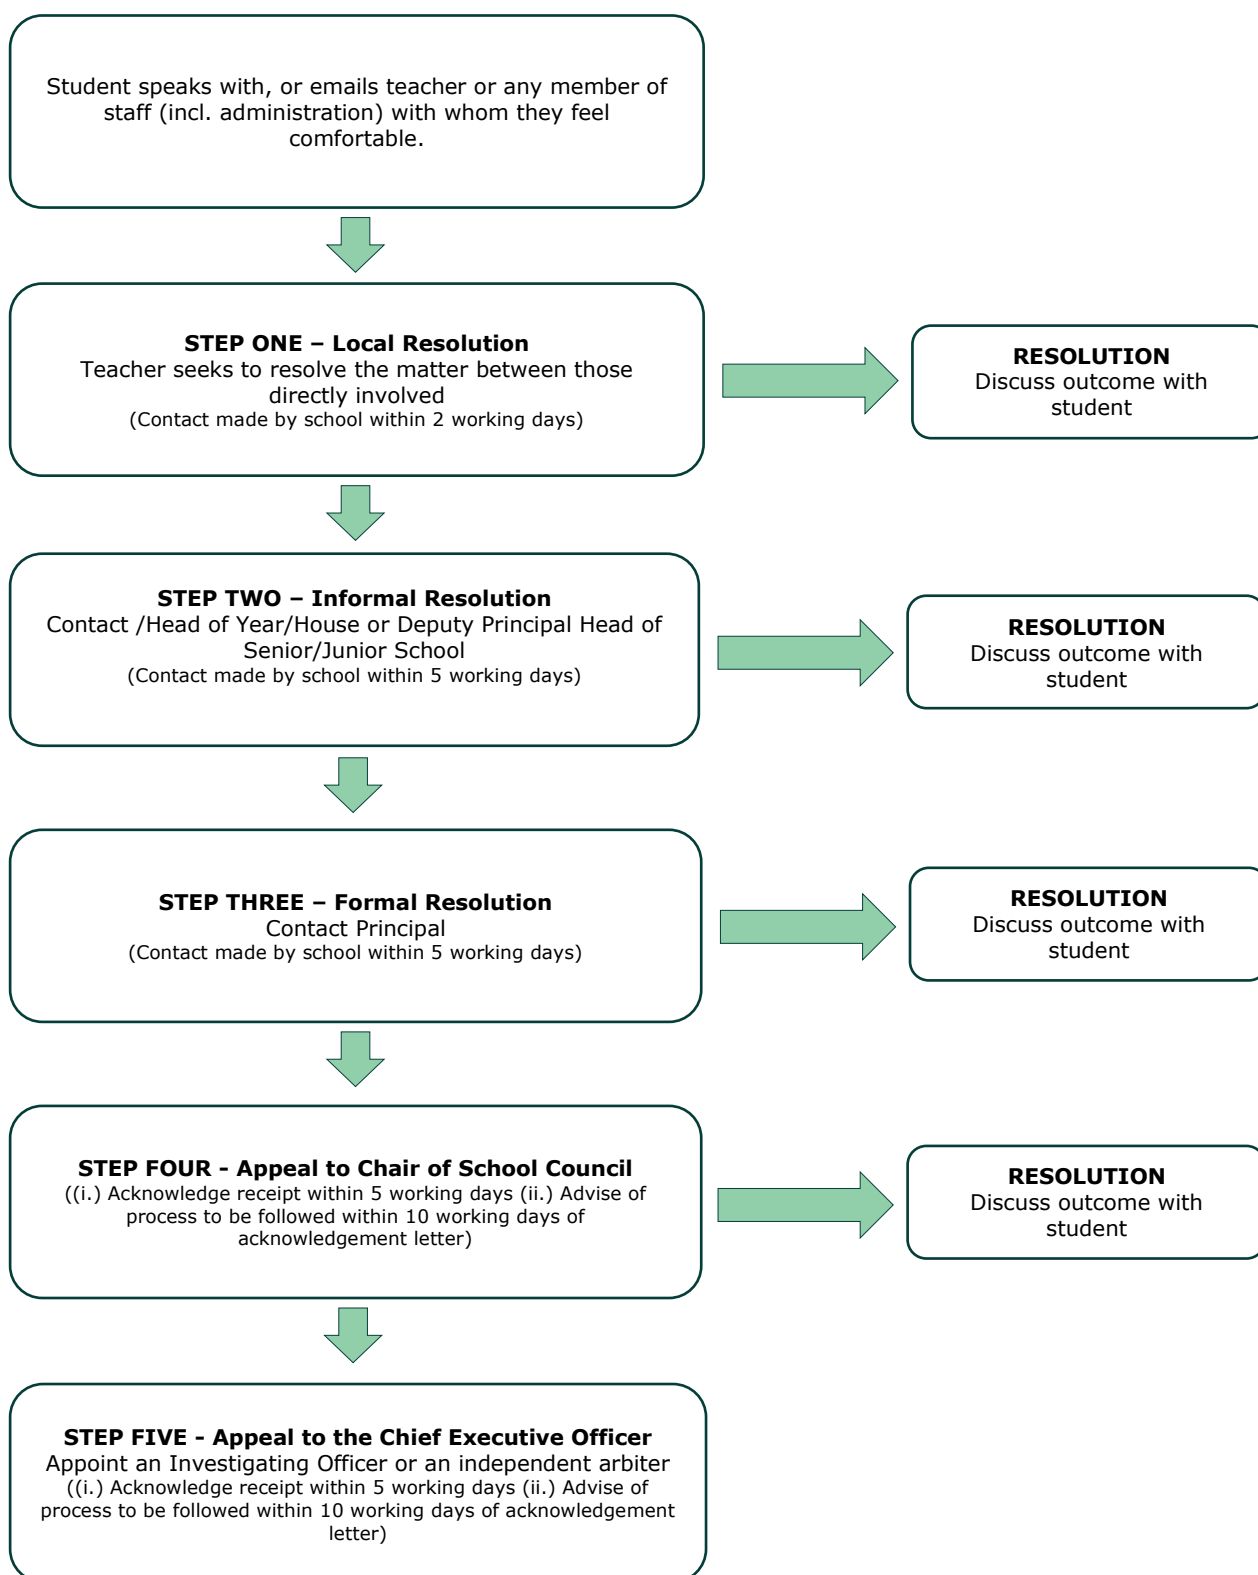 Student speaks with, or emails teacher or any member of
staff (incl. administration) with whom they feel
comfortable.
STEP ONE – Local Resolution
Teacher seeks to resolve the matter between those
directly involved
(Contact made by school within 2 working days)
RESOLUTION
Discuss outcome with
student
STEP TWO – Informal Resolution
Contact /Head of Year/House or Deputy Principal Head of
Senior/Junior School
(Contact made by school within 5 working days)
RESOLUTION
Discuss outcome with
student
STEP THREE – Formal Resolution
Contact Principal
(Contact made by school within 5 working days)
RESOLUTION
Discuss outcome with
student
STEP FOUR - Appeal to Chair of School Council
((i.) Acknowledge receipt within 5 working days (ii.) Advise of
process to be followed within 10 working days of
acknowledgement letter)
RESOLUTION
Discuss outcome with
student
STEP FIVE - Appeal to the Chief Executive Officer
Appoint an Investigating Officer or an independent arbiter
((i.) Acknowledge receipt within 5 working days (ii.) Advise of
process to be followed within 10 working days of acknowledgement
letter)